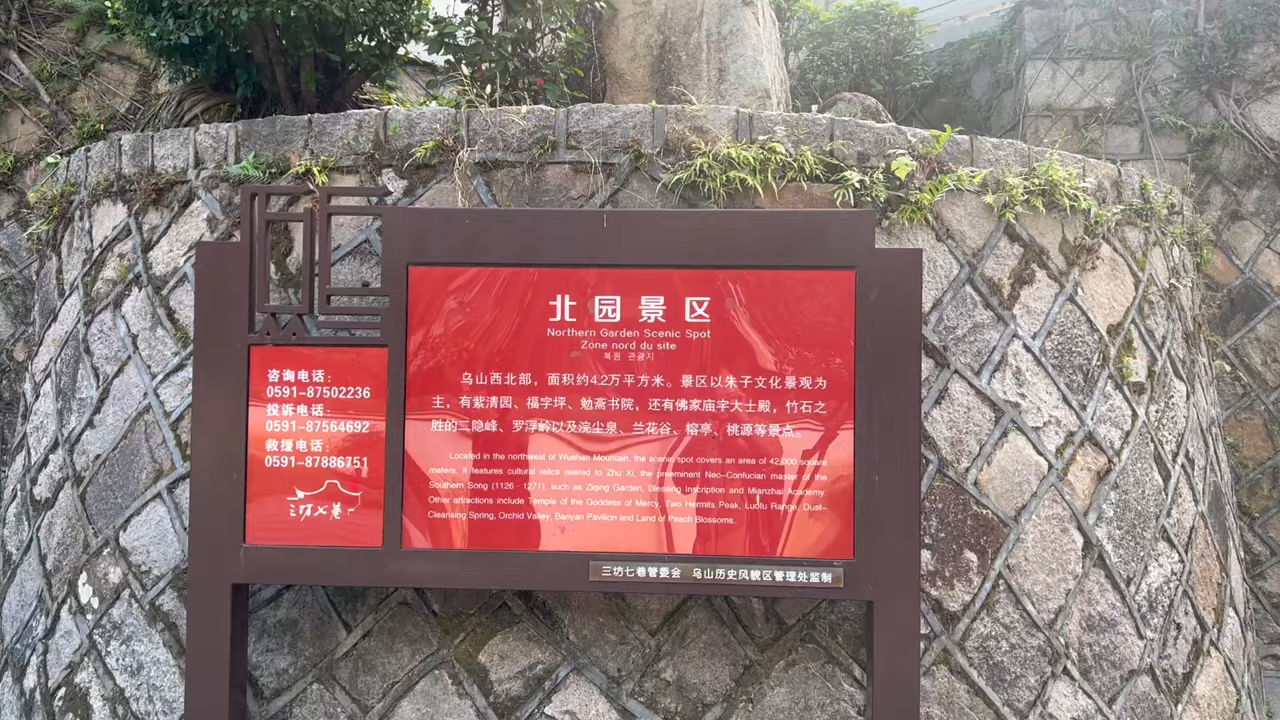 北园景区
Northern Garden Scenic Spot
Zone nord du site
북원 관광지
乌山西北部，面积约4.2万平方米。景区以朱子文化景观为
主，有紫清园、福字坪、勉斋书院，还有佛家庙宇大士殿，竹石之
胜的二隐峰、罗浮岭以及浣尘泉、兰花谷、榕亭、桃源等景点。
Located in the northwest of Wushan Mountain, the scenic spot covers an area of 42,000 square
meters. It features cultural relics related to Zhu Xi, the preeminent Neo-Confucian master of the
Southern Song (1126 - 1271), such as Ziqing Garden, Blessing Inscription and Mianzhai Academy.
Other attractions include Temple of the Goddess of Mercy, Two Hermits Peak, Luofu Range, Dust-
Cleansing Spring, Orchid Valley, Banyan Pavilion and Land of Peach Blossoms.
咨询电话：
0591-87502236
投诉电话：
0591-87564692
救援电话：
0591-87886751
三坊七巷
三坊七巷管委会 乌山历史风貌区管理处监制